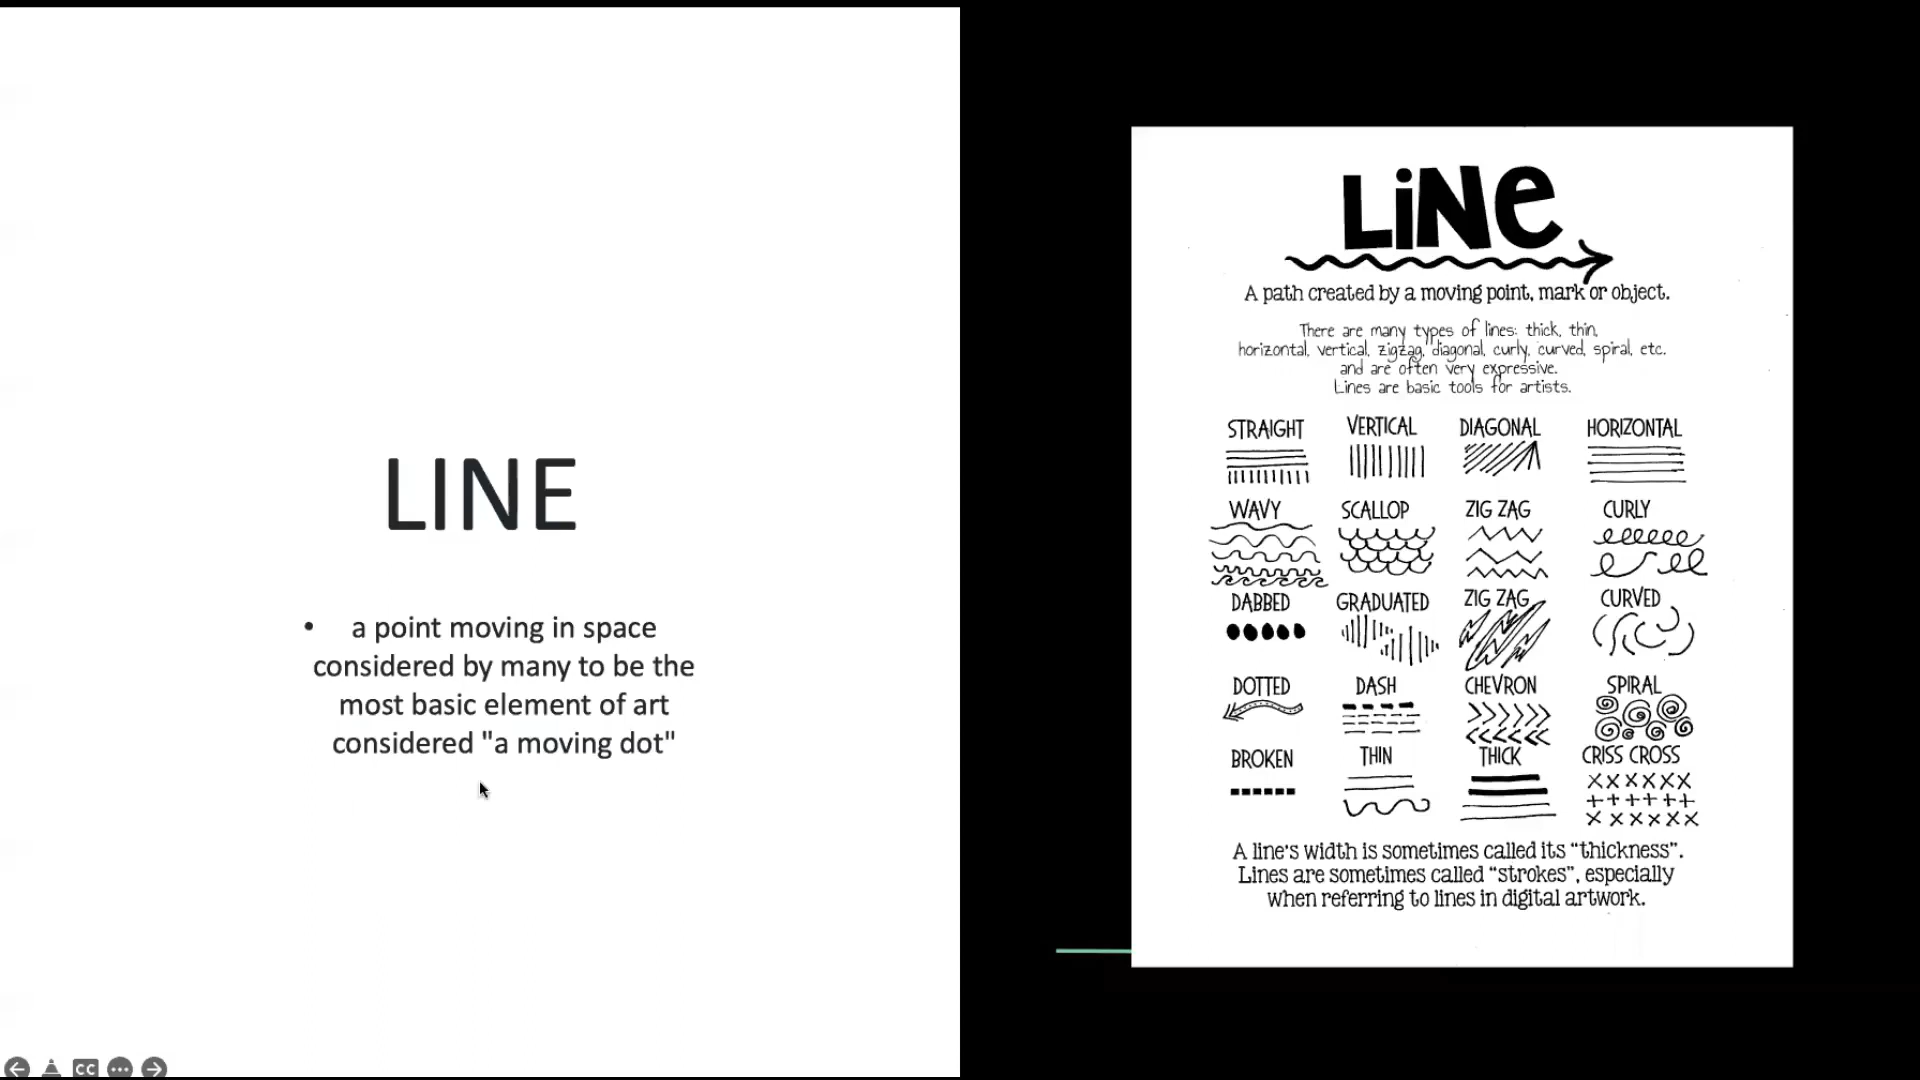 LINE
• a point moving in space
considered by many to be the
most basic element of art
considered "a moving dot"
CC
LiNe
A path created by a moving point, mark or object.
There are many types of lines: thick, thin,
horizontal, vertical, zigzag, diagonal, curly, curved, spiral, etc.
and are often very expressive.
Lines are basic tools for artists.
STRAIGHT VERTICAL DIAGONAL HORIZONTAL
WAVY SCALLOP ZIG ZAG CURLY
DABBED GRADUATED ZIG ZAG CURVED
DOTTED DASH CHEVRON SPIRAL
BROKEN THIN THICK CRISS CROSS
A line's width is sometimes called its "thickness".
Lines are sometimes called "strokes", especially
when referring to lines in digital artwork.